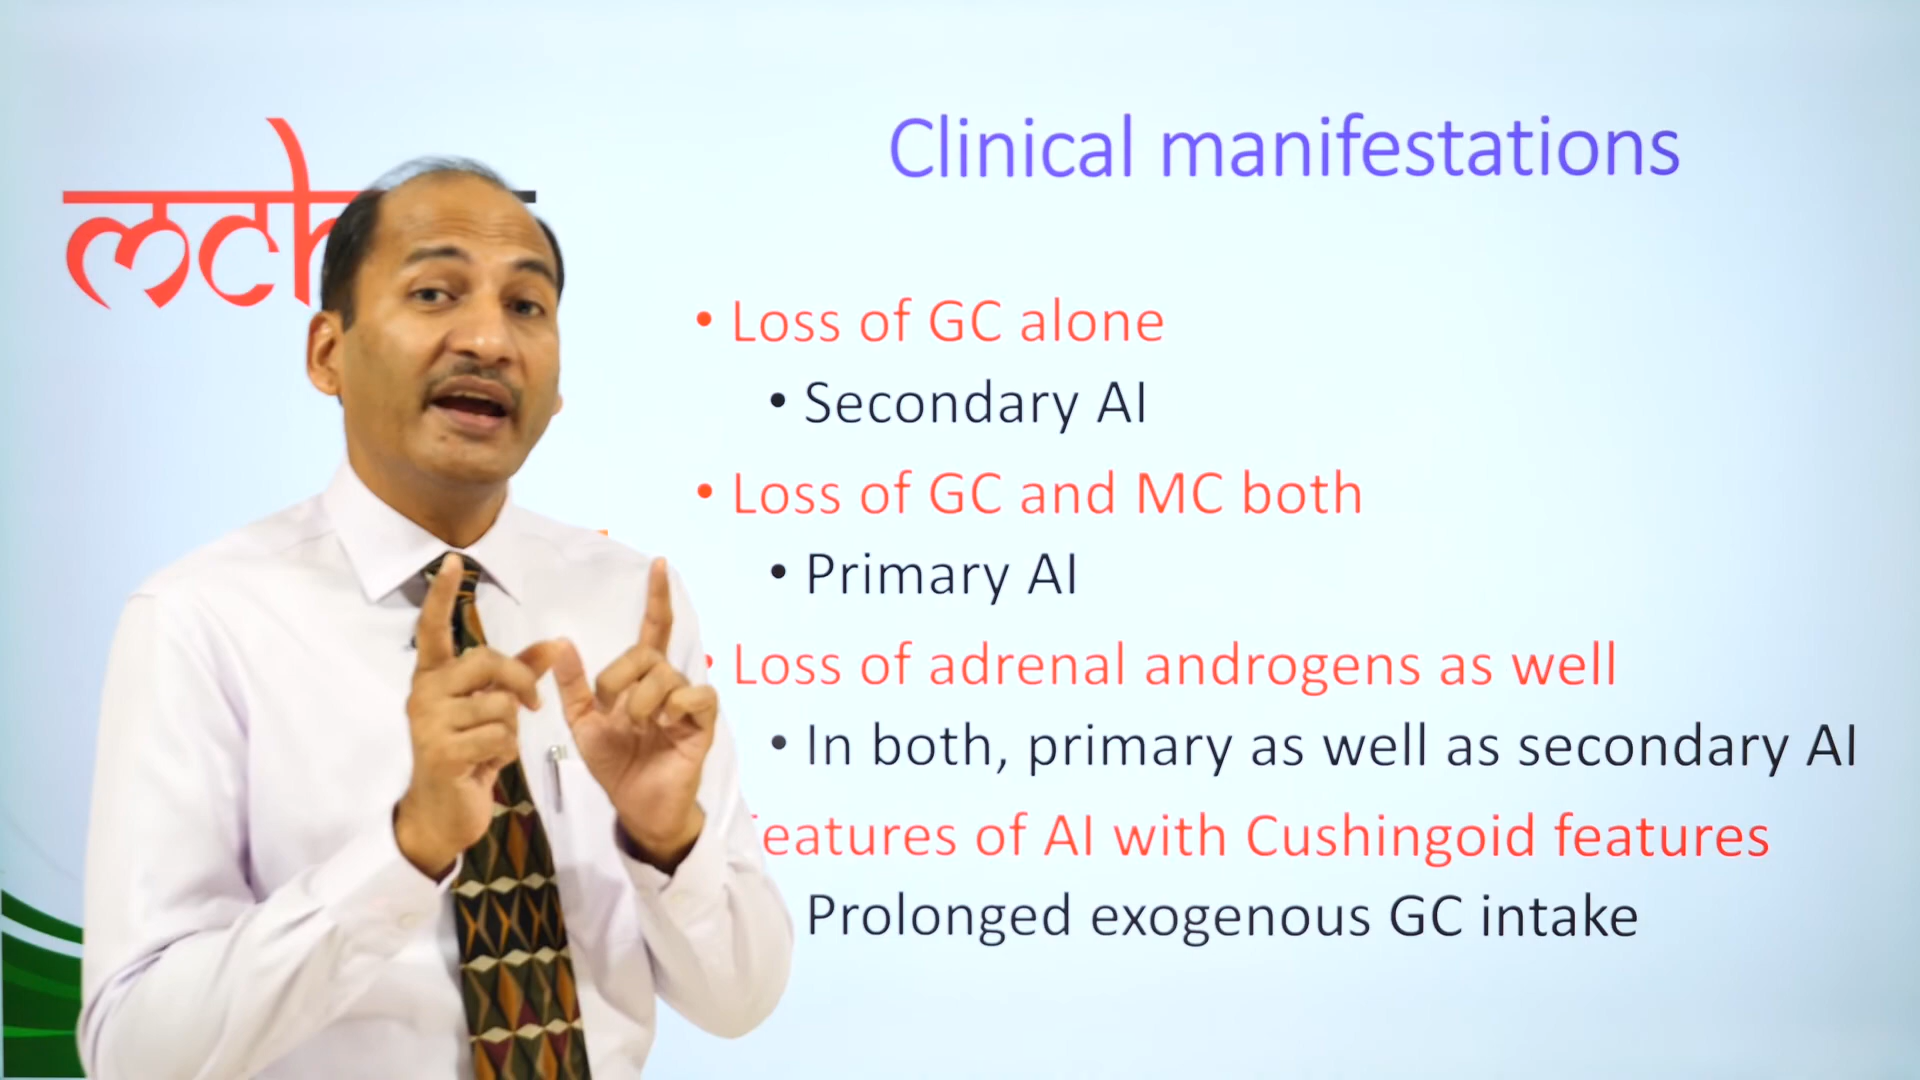 Clinical manifestations
• Loss of GC alone
• Secondary AI
• Loss of GC and MC both
• Primary AI
• Loss of adrenal androgens as well
• In both, primary as well as secondary AI
of AI with Cushingoid features
Prolonged exogenous GC intake